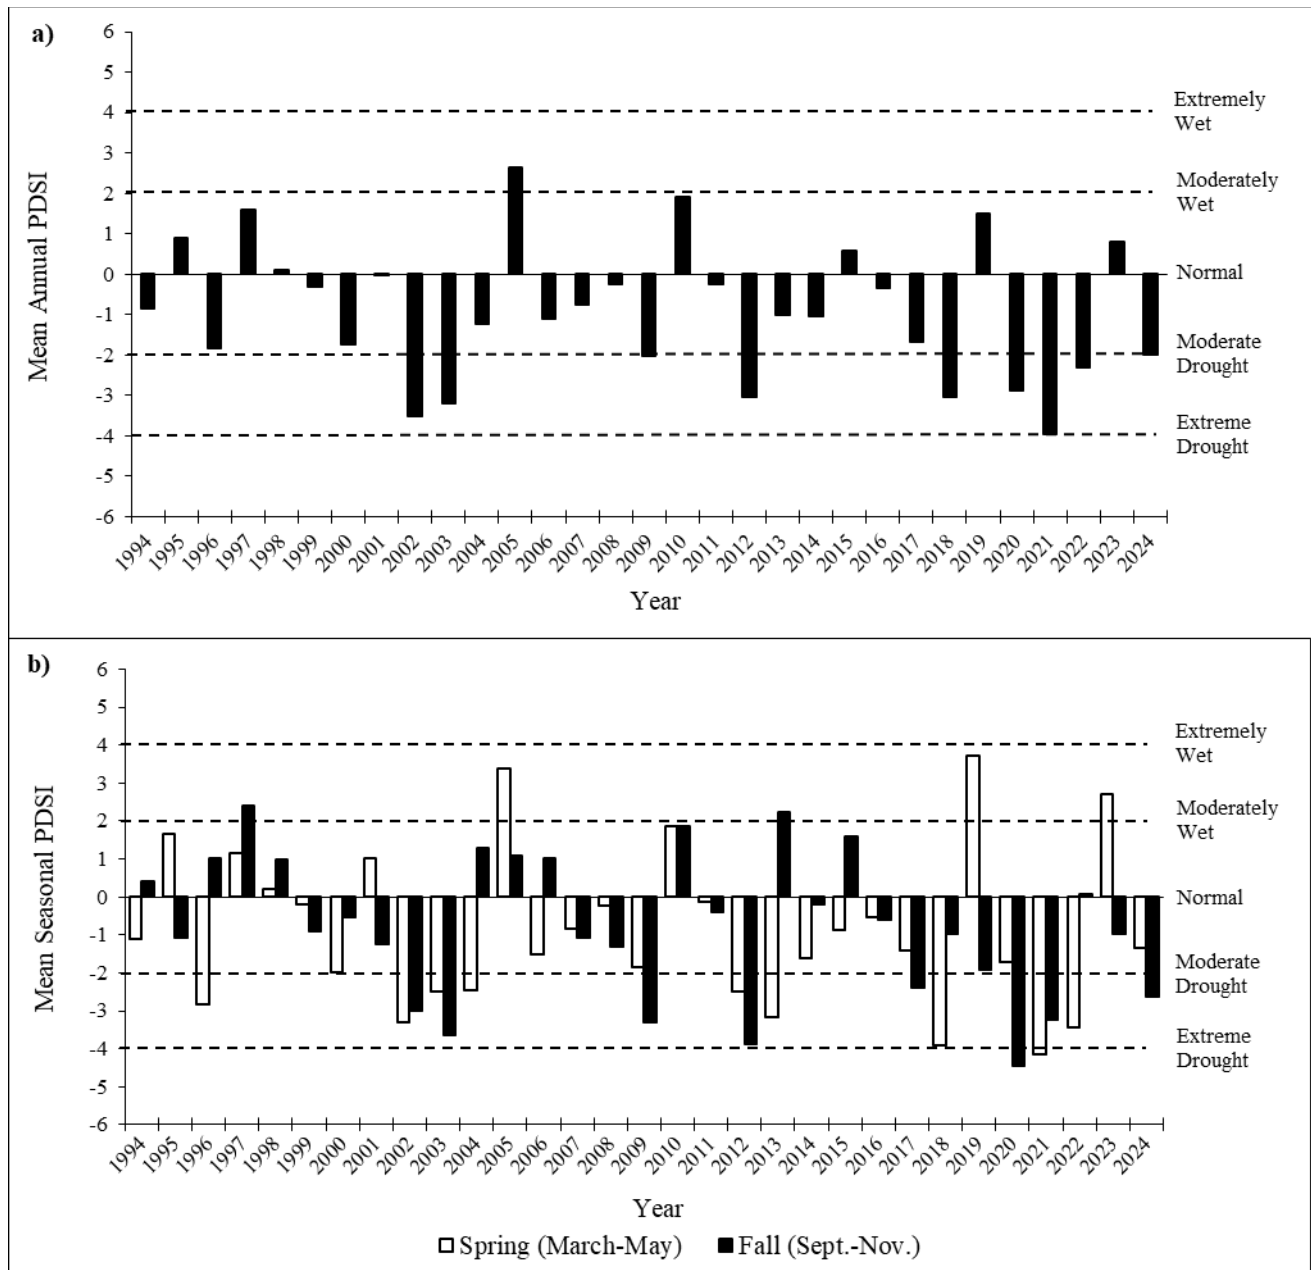 a)
6
5
4
3
2
1
0
-1
-2
-3
-4
-5
-6
Mean Annual PDSI
Extremely
Wet
Moderately
Wet
Normal
Moderate
Drought
Extreme
Drought
1994 1995 1996 1997 1998 1999 2000 2001 2002 2003 2004 2005 2006 2007 2008 2009 2010 2011 2012 2013 2014 2015 2016 2017 2018 2019 2020 2021 2022 2023 2024
Year
b)
6
5
4
3
2
1
0
-1
-2
-3
-4
-5
-6
Mean Seasonal PDSI
Extremely
Wet
Moderately
Wet
Normal
Moderate
Drought
Extreme
Drought
1994 1995 1996 1997 1998 1999 2000 2001 2002 2003 2004 2005 2006 2007 2008 2009 2010 2011 2012 2013 2014 2015 2016 2017 2018 2019 2020 2021 2022 2023 2024
Year
Spring (March-May) Fall (Sept.-Nov.)